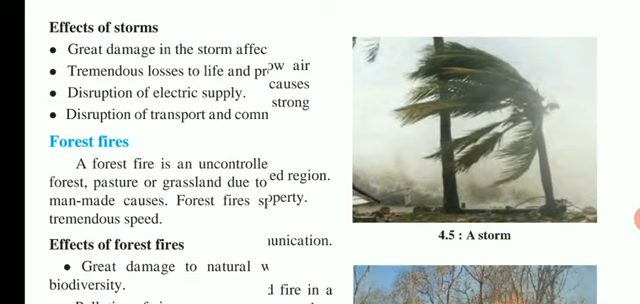 Effects of storms
• Great damage in the storm affec
• Tremendous losses to life and pr
• Disruption of electric supply.
• Disruption of transport and comn
Forest fires
A forest fire is an uncontrolle
forest, pasture or grassland due to
man-made causes. Forest fires sp
tremendous speed.
Effects of forest fires
• Great damage to natural
biodiversity.
ow air
causes
strong
ed region.
operty.
unication.
d fire in a
4.5 : A storm